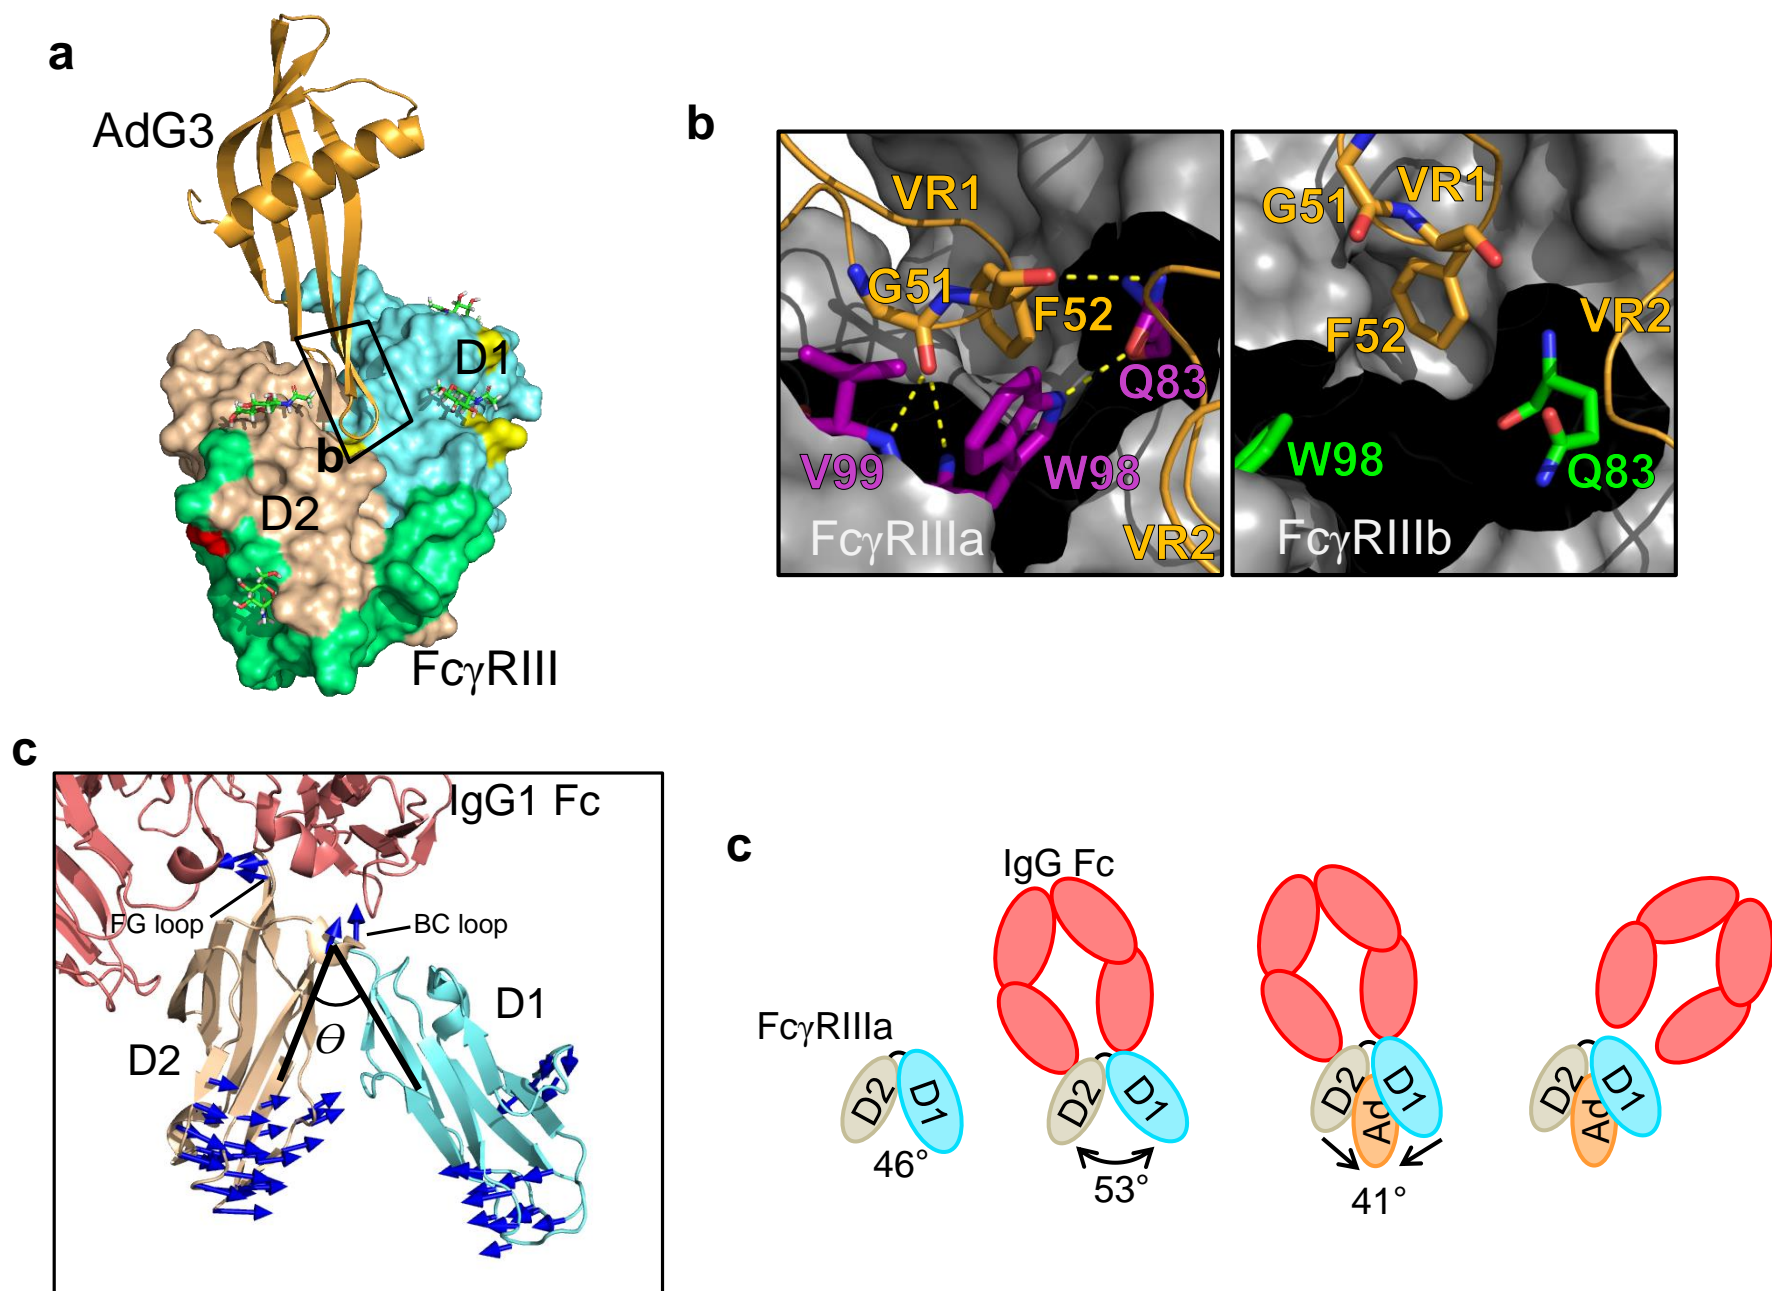 a
AdG3
D1
b
D2
FcγRIII
b
VR1
G51
F52
Q83
V99
W98
FcγRIIIa
VR2
VR1
G51
F52
VR2
W98
Q83
FcγRIIIb
c
IgG1 Fc
FG loop
BC loop
D1
D2
θ
c
IgG Fc
FcγRIIIa
D2
D1
46°
D2
D1
53°
D2
Ad
D1
41°
D2
Ad
D1